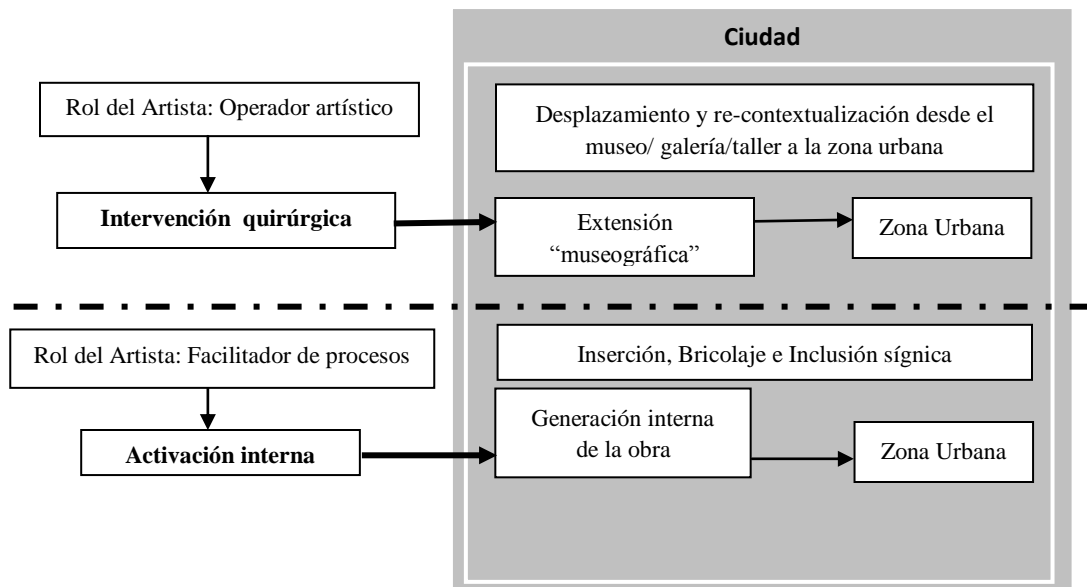 Ciudad
Rol del Artista: Operador artístico
Desplazamiento y re-contextualización desde el
museo/ galería/taller a la zona urbana
Intervención quirúrgica
Extensión
“museográfica”
Zona Urbana
Rol del Artista: Facilitador de procesos
Inserción, Bricolaje e Inclusión sígnica
Activación interna
Generación interna
de la obra
Zona Urbana